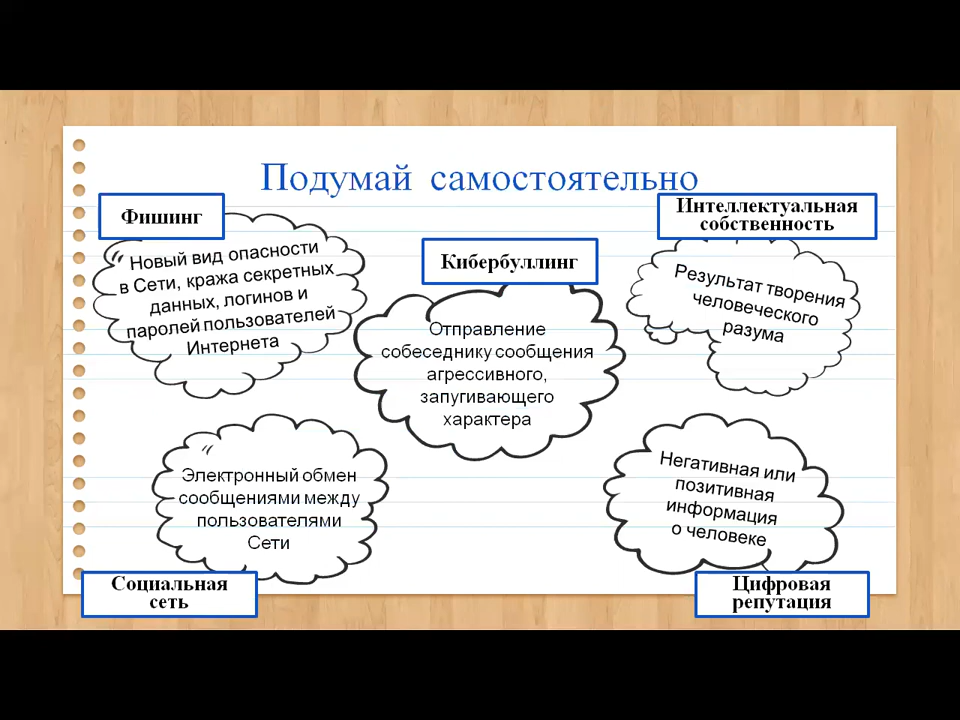 Подумай самостоятельно
Фишинг
Новый вид опасности
в Сети, кража секретных
данных, логинов и
паролей пользователей
Интернета
Кибербуллинг
Отправление
собеседнику сообщения
агрессивного,
запугивающего
характера
Интеллектуальная
собственность
Результат творения
человеческого
разума
Электронный обмен
сообщениями между
пользователями
Сети
Социальная
сеть
Негативная или
позитивная
информация
о человеке
Цифровая
репутация